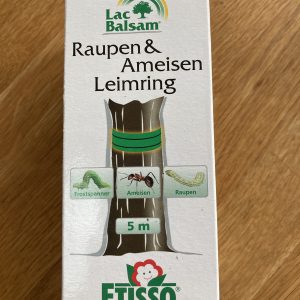 Lac
Balsam®
Raupen &
Ameisen
Leimring
Frostspanner
Ameisen
Raupen
5 m
ETISSO